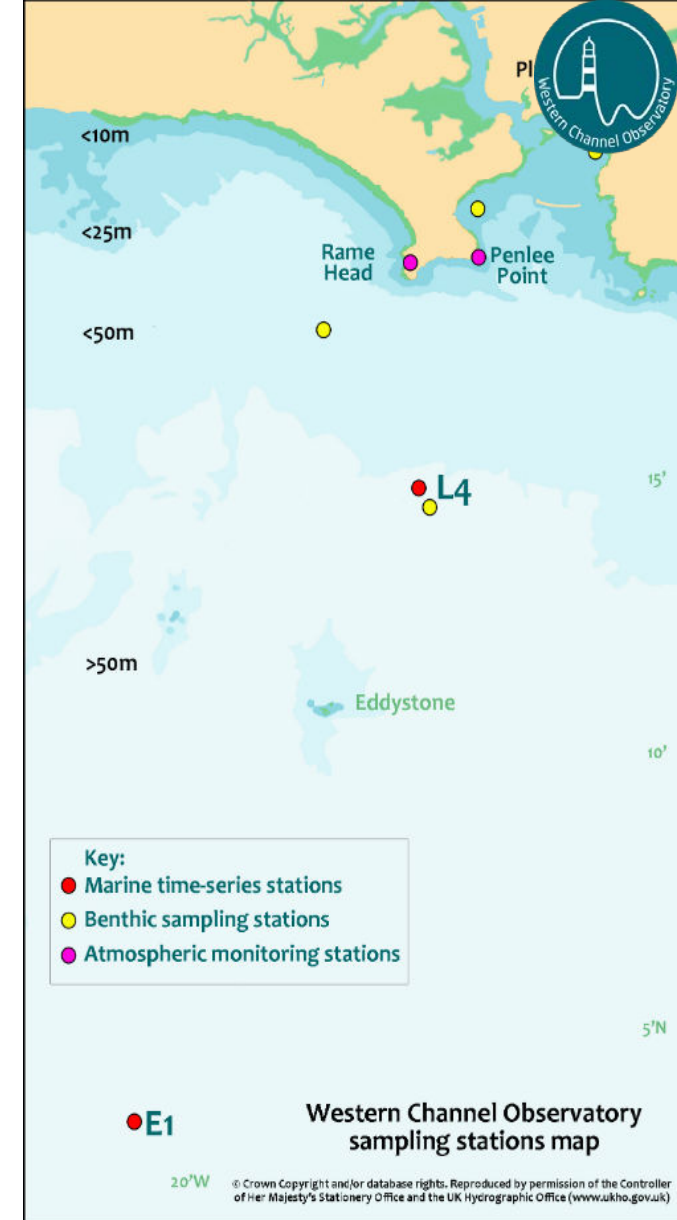 Pl
Western Channel Observatory
<10m
<25m
Rame
Head
Penlee
Point
<50m
15'
L4
>50m
Eddystone
10'
Key:
Marine time-series stations
Benthic sampling stations
Atmospheric monitoring stations
5'N
E1
Western Channel Observatory
sampling stations map
20'W
© Crown Copyright and/or database rights. Reproduced by permission of the Controller
of Her Majesty's Stationery Office and the UK Hydrographic Office (www.ukho.gov.uk)